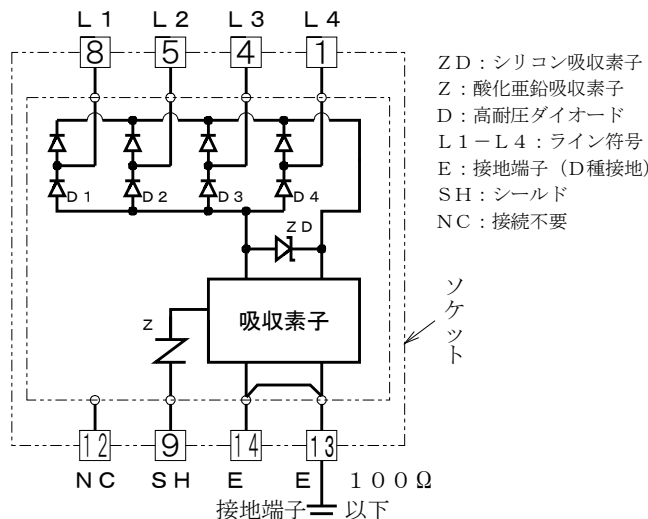 L1 L2 L3 L4
8 5 4 1
ZD：シリコン吸収素子
Z：酸化亜鉛吸収素子
D：高耐圧ダイオード
L1－L4：ライン符号
E：接地端子（D種接地）
SH：シールド
NC：接続不要
D1 D2 D3 D4
ZD
吸収素子
Z
ソケット
12 9 14 13
NC SH E E 100Ω
接地端子 以下